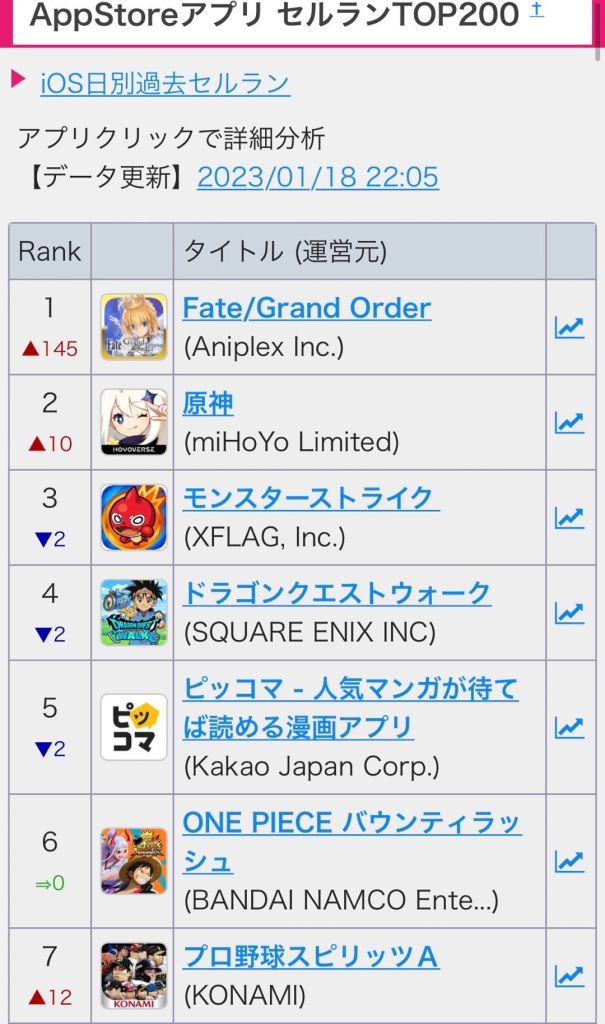 AppStoreアプリ セルランTOP200 †
▶ iOS日別過去セルラン
アプリクリックで詳細分析
【データ更新】2023/01/18 22:05
Rank タイトル (運営元)
1
▲145
Fate/Grand Order
(Aniplex Inc.)
2
▲10
HOYOVERSE
原神
(miHoYo Limited)
3
▼2
モンスターストライク
(XFLAG, Inc.)
4
▼2
DRAGON QUEST
WALK
ドラゴンクエストウォーク
(SQUARE ENIX INC)
5
▼2
ピッ
コマ
ピッコマ - 人気マンガが待て
ば読める漫画アプリ
(Kakao Japan Corp.)
6
⇒0
ONE PIECE バウンティラッ
シュ
(BANDAI NAMCO Ente...)
7
▲12
KONAMI
プロ野球スピリッツA
(KONAMI)